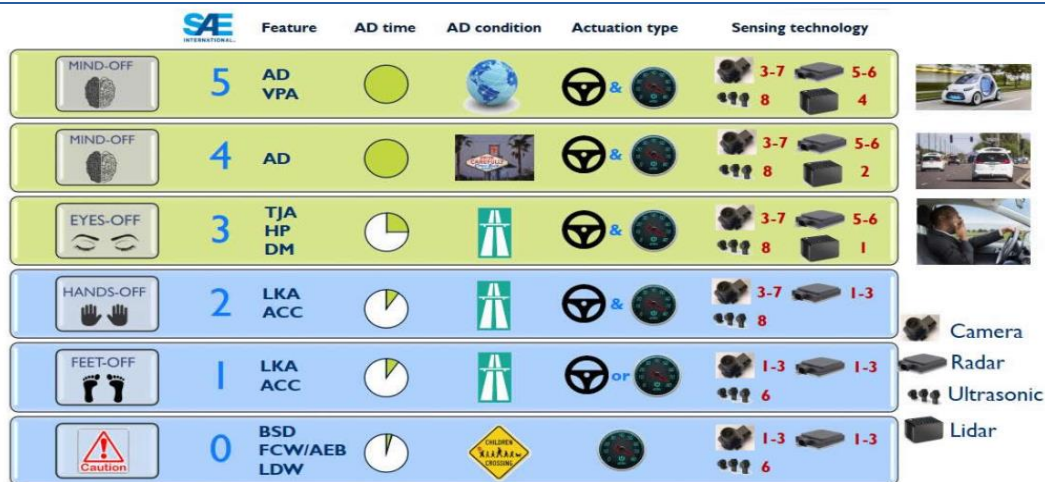 SAE INTERNATIONAL. Feature AD time AD condition Actuation type Sensing technology
MIND-OFF 5 AD VPA & 3-7 5-6 8 4
MIND-OFF 4 AD CAREFULLY & 3-7 5-6 8 2
EYES-OFF 3 TJA HP DM & 3-7 5-6 8 1
HANDS-OFF 2 LKA ACC & 3-7 1-3 8
FEET-OFF 1 LKA ACC or 1-3 1-3 6
Caution 0 BSD FCW/AEB LDW CHILDREN CROSSING 1-3 1-3 6
Camera
Radar
Ultrasonic
Lidar